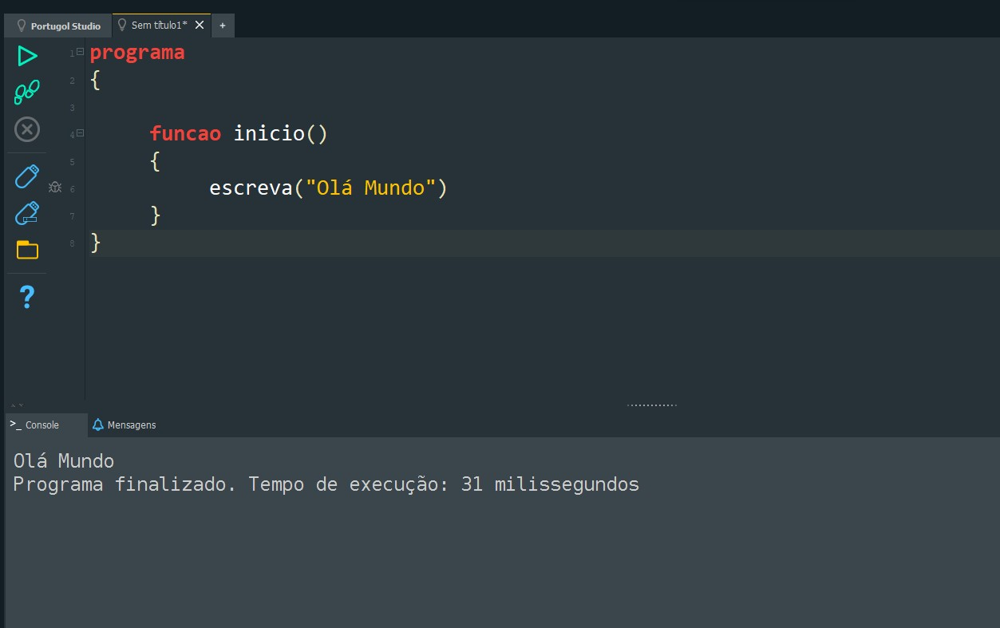 Portugol Studio
Sem título1*
+
1 programa
2 {
3
4 funcao inicio()
5 {
6 escreva("Olá Mundo")
7 }
8 }
?
>_ Console
Mensagens
Olá Mundo
Programa finalizado. Tempo de execução: 31 milissegundos